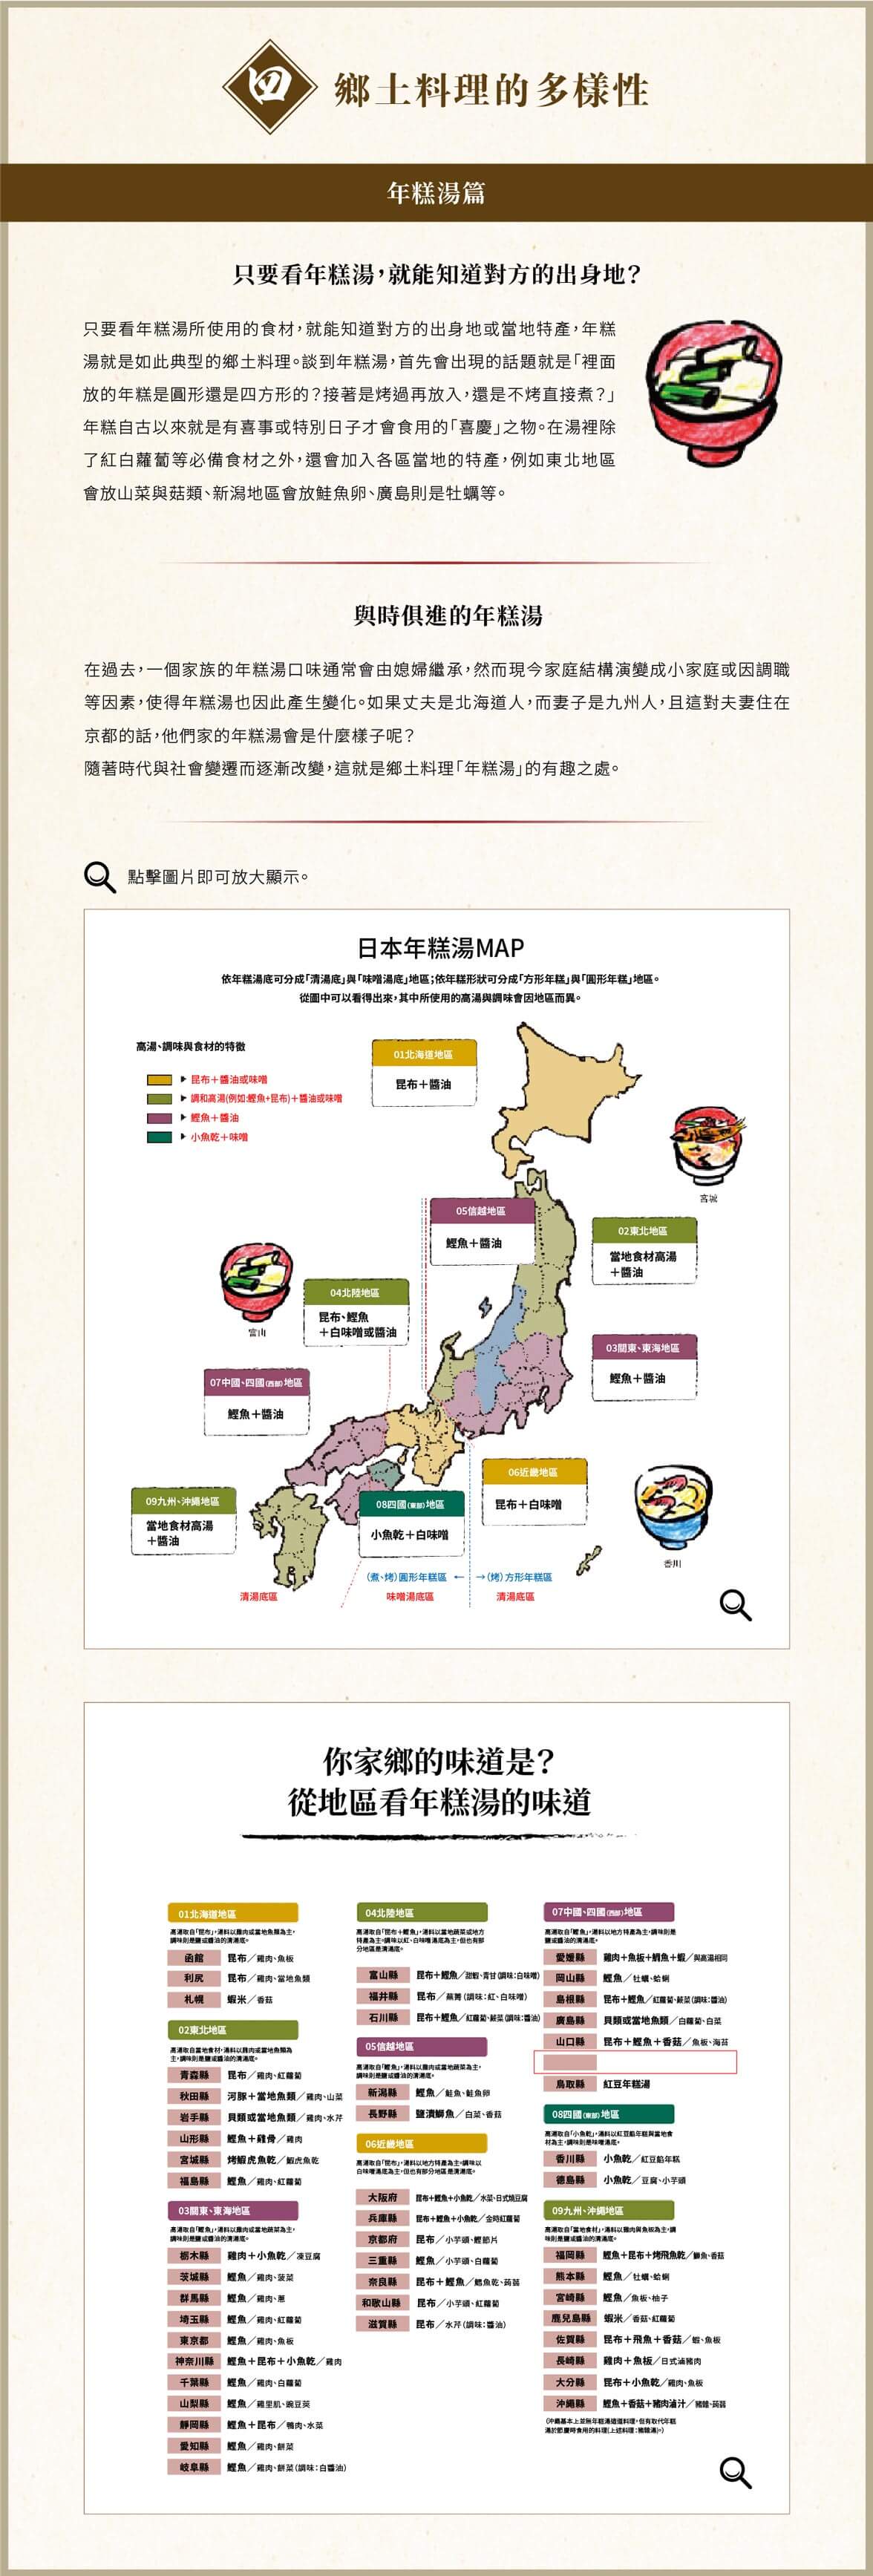 四
鄉土料理的多樣性
年糕湯篇
只要看年糕湯，就能知道對方的出身地？
只要看年糕湯所使用的食材，就能知道對方的出身地或當地特產，年糕
湯就是如此典型的鄉土料理。談到年糕湯，首先會出現的話題就是「裡面
放的年糕是圓形還是四方形的？接著是烤過再放入，還是不烤直接煮？」
年糕自古以來就是有喜事或特別日子才會食用的「喜慶」之物。在湯裡除
了紅白蘿蔔等必備食材之外，還會加入各區當地的特產，例如東北地區
會放山菜與菇類、新潟地區會放鮭魚卵、廣島則是牡蠣等。
與時俱進的年糕湯
在過去，一個家族的年糕湯口味通常會由媳婦繼承，然而現今家庭結構演變成小家庭或因調職
等因素，使得年糕湯也因此產生變化。如果丈夫是北海道人，而妻子是九州人，且這對夫妻住在
京都的話，他們家的年糕湯會是什麼樣子呢？
隨著時代與社會變遷而逐漸改變，這就是鄉土料理「年糕湯」的有趣之處。
點擊圖片即可放大顯示。
日本年糕湯MAP
依年糕湯底可分成「清湯底」與「味噌湯底」地區；依年糕形狀可分成「方形年糕」與「圓形年糕」地區。
從圖中可以看得出來，其中所使用的高湯與調味會因地區而異。
高湯、調味與食材的特徵
昆布＋醬油或味噌
調和高湯(例如:鰹魚+昆布)＋醬油或味噌
鰹魚＋醬油
小魚乾＋味噌
01北海道地區
昆布＋醬油
宮城
05信越地區
鰹魚＋醬油
02東北地區
當地食材高湯
＋醬油
富山
04北陸地區
昆布、鰹魚
＋白味噌或醬油
03關東、東海地區
鰹魚＋醬油
07中國、四國(西部)地區
鰹魚＋醬油
06近畿地區
昆布＋白味噌
09九州、沖繩地區
當地食材高湯
＋醬油
08四國(東部)地區
小魚乾＋白味噌
香川
（煮、烤）圓形年糕區 ← →（烤）方形年糕區
清湯底區
味噌湯底區
清湯底區
你家鄉的味道是？
從地區看年糕湯的味道
01北海道地區
高湯取自「昆布」，湯料以雞肉或當地魚類為主，
調味則是鹽或醬油的清湯底。
函館 昆布／雞肉、魚板
利尻 昆布／雞肉、當地魚類
札幌 蝦米／香菇
02東北地區
高湯取自當地食材，湯料以雞肉或當地魚類為
主，調味則是鹽或醬油的清湯底。
青森縣 昆布／雞肉、紅蘿蔔
秋田縣 河豚＋當地魚類／雞肉、山菜
岩手縣 貝類或當地魚類／雞肉、水芹
山形縣 鰹魚＋雞骨／雞肉
宮城縣 烤蝦虎魚乾／蝦虎魚乾
福島縣 鰹魚／雞肉、紅蘿蔔
03關東、東海地區
高湯取自「鰹魚」，湯料以雞肉或當地蔬菜為主，
調味則是鹽或醬油的清湯底。
栃木縣 雞肉＋小魚乾／凍豆腐
茨城縣 鰹魚／雞肉、菠菜
群馬縣 鰹魚／雞肉、蔥
埼玉縣 鰹魚／雞肉、紅蘿蔔
東京都 鰹魚／雞肉、魚板
神奈川縣 鰹魚＋昆布＋小魚乾／雞肉
千葉縣 鰹魚／雞肉、白蘿蔔
山梨縣 鰹魚／雞里肌、豌豆莢
靜岡縣 鰹魚＋昆布／鴨肉、水菜
愛知縣 鰹魚／雞肉、餅菜
岐阜縣 鰹魚／雞肉、餅菜（調味：白醬油）
04北陸地區
高湯取自「昆布＋鰹魚」，湯料以當地蔬菜或地方
特產為主，調味以紅、白味噌湯底為主，但也有部
分地區是清湯底。
富山縣 昆布＋鰹魚／甜蝦、青甘（調味：白味噌）
福井縣 昆布／蕪菁（調味：紅、白味噌）
石川縣 昆布＋鰹魚／紅蘿蔔、蕨菜（調味：醬油）
05信越地區
高湯取自「鰹魚」，湯料以雞肉或當地蔬菜為主，
調味則是鹽或醬油的清湯底。
新潟縣 鰹魚／鮭魚、鮭魚卵
長野縣 鹽漬鰤魚／白菜、香菇
06近畿地區
高湯取自「昆布」，湯料以地方特產為主，調味以
白味噌湯底為主，但也有部分地區是清湯底。
大阪府 昆布＋鰹魚＋小魚乾／水菜、日式燒豆腐
兵庫縣 昆布＋鰹魚＋小魚乾／金時紅蘿蔔
京都府 昆布／小芋頭、鰹節片
三重縣 鰹魚／小芋頭、白蘿蔔
奈良縣 昆布＋鰹魚／鱈魚乾、蒟蒻
和歌山縣 昆布／小芋頭、紅蘿蔔
滋賀縣 昆布／水芹（調味：醬油）
07中國、四國(西部)地區
高湯取自「鰹魚」，湯料以地方特產為主，調味則是
鹽或醬油的清湯底。
愛媛縣 雞肉＋魚板＋鯛魚＋蝦／與高湯相同
岡山縣 鰹魚／牡蠣、蛤蜊
島根縣 昆布＋鰹魚／紅蘿蔔、蕨菜（調味：醬油）
廣島縣 貝類或當地魚類／白蘿蔔、白菜
山口縣 昆布＋鰹魚＋香菇／魚板、海苔
鳥取縣 紅豆年糕湯
08四國(東部)地區
高湯取自「小魚乾」，湯料以紅豆餡年糕與當地食
材為主，調味則是味噌湯底。
香川縣 小魚乾／紅豆餡年糕
德島縣 小魚乾／豆腐、小芋頭
09九州、沖繩地區
高湯取自「當地食材」，湯料以雞肉與魚板為主，調
味則是鹽或醬油的清湯底。
福岡縣 鰹魚＋昆布＋烤飛魚乾／鰤魚、香菇
熊本縣 鰹魚／牡蠣、蛤蜊
宮崎縣 鰹魚／魚板、柚子
鹿兒島縣 蝦米／香菇、紅蘿蔔
佐賀縣 昆布＋飛魚＋香菇／蝦、魚板
長崎縣 雞肉＋魚板／日式滷豬肉
大分縣 昆布＋小魚乾／雞肉、魚板
沖繩縣 鰹魚＋香菇＋豬肉滷汁／豬雜、蒟蒻
（沖繩基本上並無年糕湯這道料理，但有取代年糕
湯於節慶時食用的料理(上述料理：豬雜湯)。）